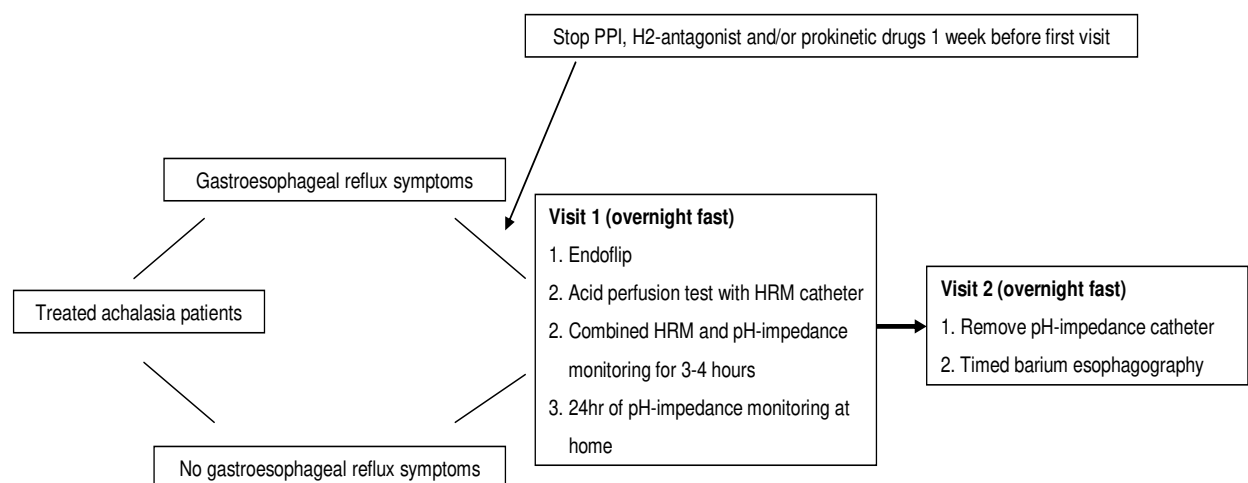 Stop PPI, H2-antagonist and/or prokinetic drugs 1 week before first visit
Gastroesophageal reflux symptoms
Treated achalasia patients
No gastroesophageal reflux symptoms
Visit 1 (overnight fast)
1. Endoflip
2. Acid perfusion test with HRM catheter
2. Combined HRM and pH-impedance
monitoring for 3-4 hours
3. 24hr of pH-impedance monitoring at
home
Visit 2 (overnight fast)
1. Remove pH-impedance catheter
2. Timed barium esophagography